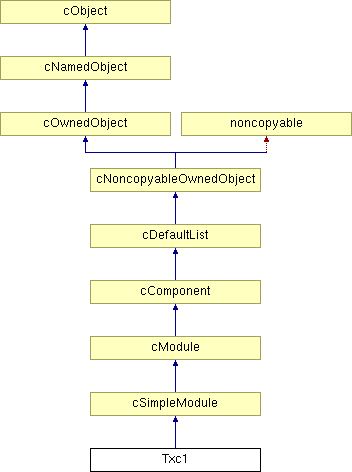 cObject
cNamedObject
cOwnedObject
noncopyable
cNoncopyableOwnedObject
cDefaultList
cComponent
cModule
cSimpleModule
Txc1